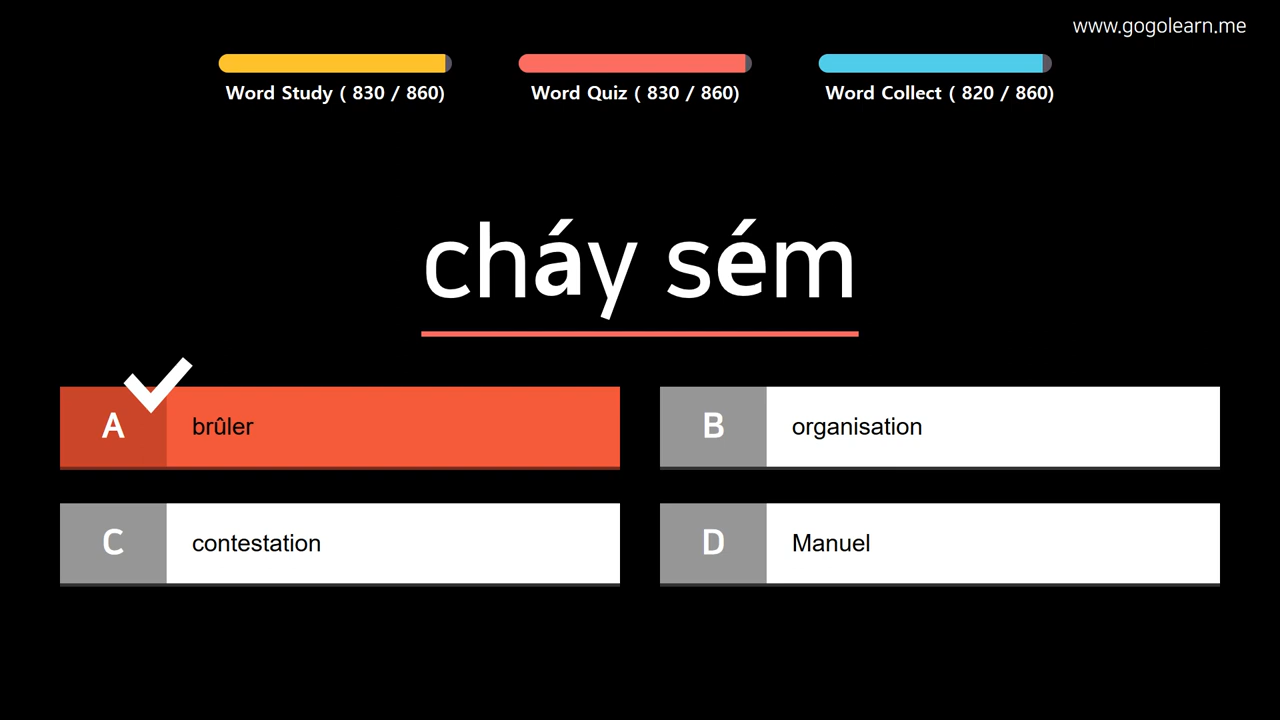 www.gogolearn.me
Word Study ( 830 / 860)
Word Quiz ( 830 / 860)
Word Collect ( 820 / 860)
cháy sém
A brûler
B organisation
C contestation
D Manuel